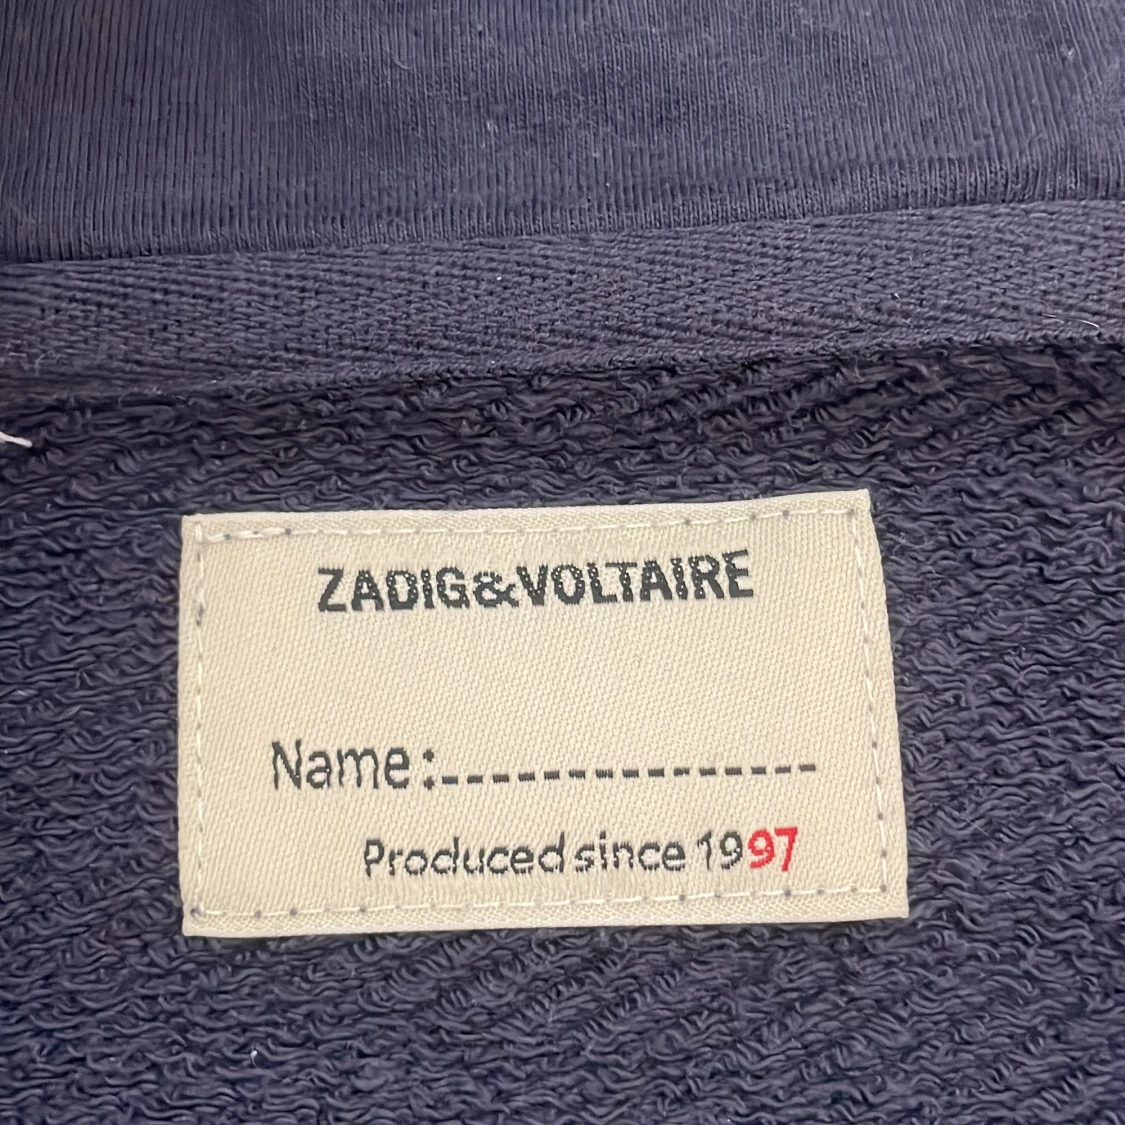 ZADIG&VOLTAIRE
Name:----------------
Produced since 1997